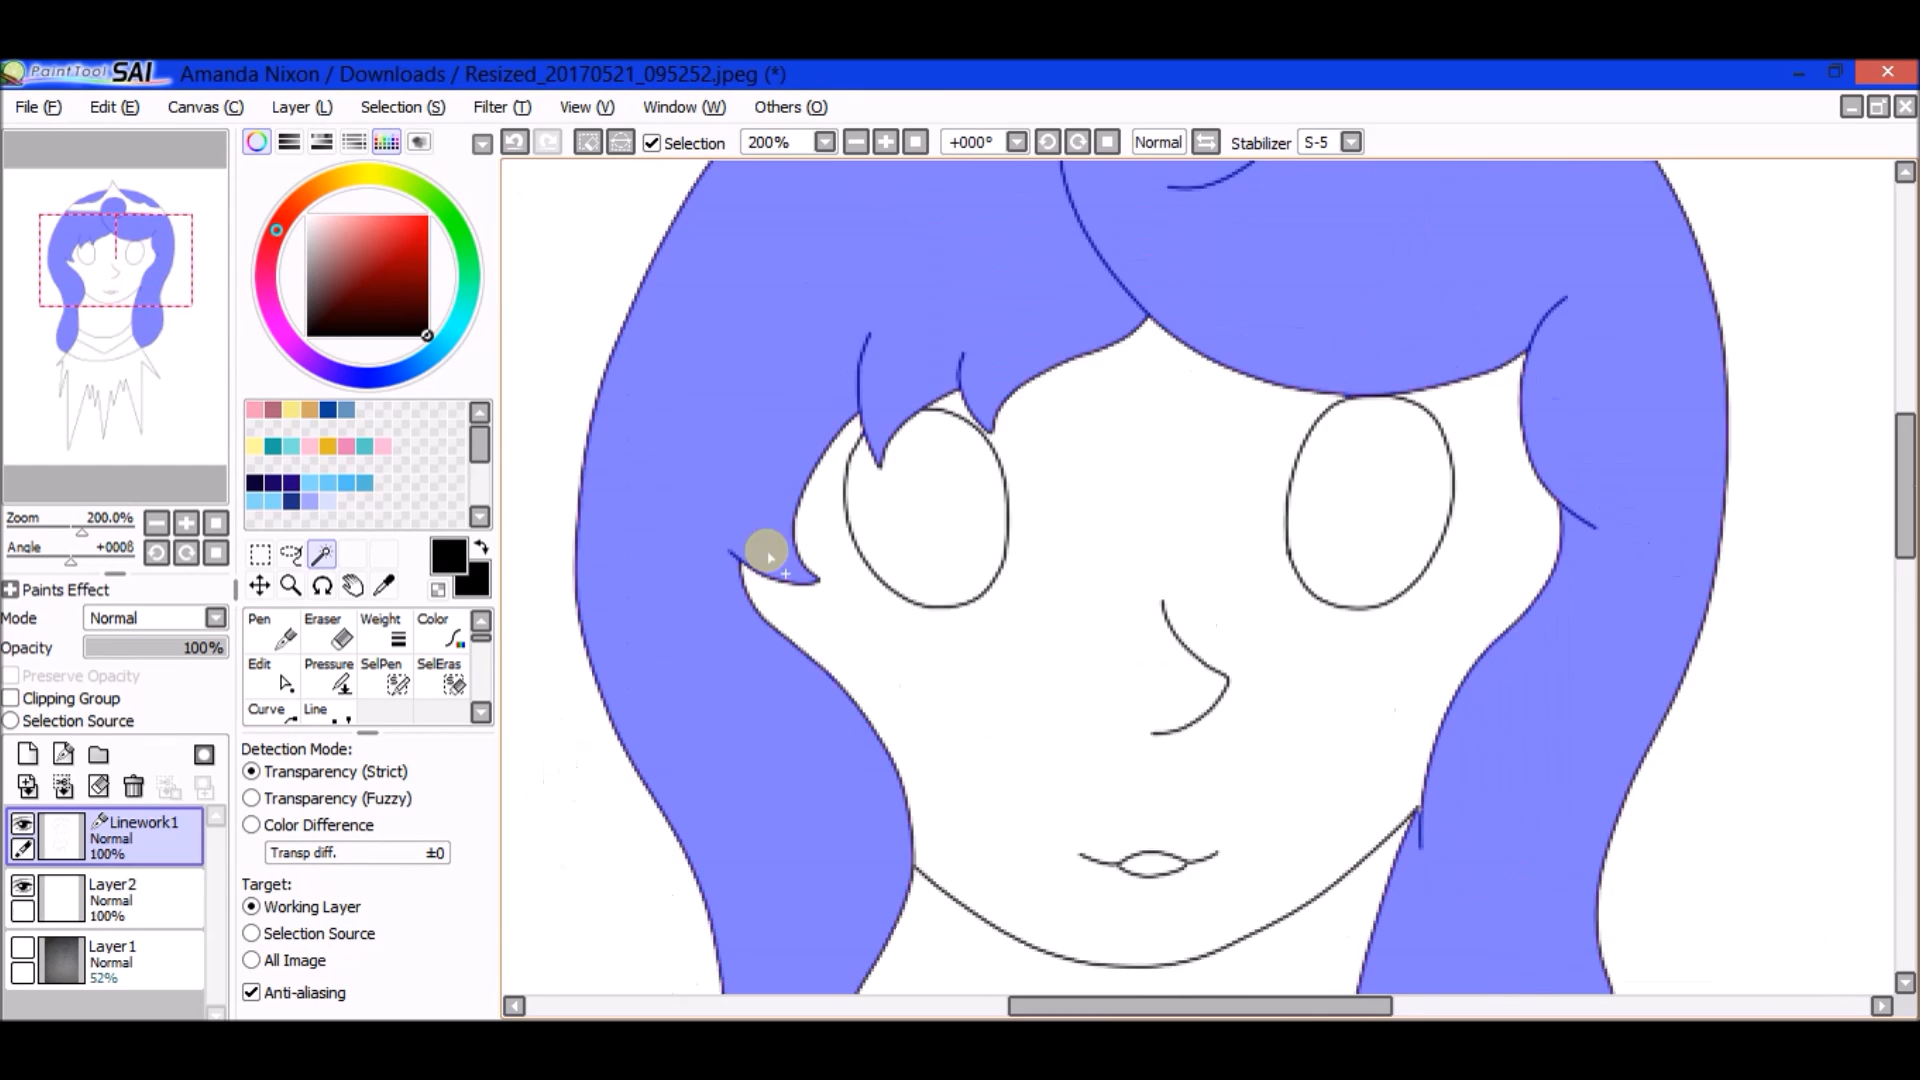 PaintTool SAI Amanda Nixon / Downloads / Resized_20170521_095252.jpeg (*)
File (F) Edit (E) Canvas (C) Layer (L) Selection (S) Filter (T) View (V) Window (W) Others (O)
Selection 200% +000° Normal Stabilizer S-5
Zoom 200.0%
Angle +000§
Paints Effect
Mode Normal
Opacity 100%
Preserve Opacity
Clipping Group
Selection Source
Linework1
Normal
100%
Layer2
Normal
100%
Layer1
Normal
52%
Pen Eraser Weight Color
Edit Pressure SelPen SelEras
Curve Line
Detection Mode:
Transparency (Strict)
Transparency (Fuzzy)
Color Difference
Transp diff. ±0
Target:
Working Layer
Selection Source
All Image
Anti-aliasing